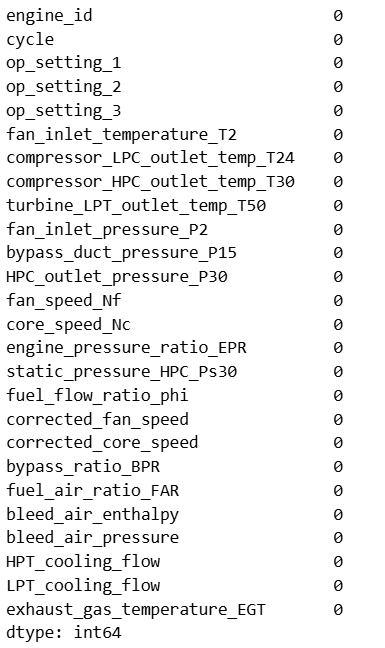 engine_id                      0
cycle                          0
op_setting_1                   0
op_setting_2                   0
op_setting_3                   0
fan_inlet_temperature_T2       0
compressor_LPC_outlet_temp_T24 0
compressor_HPC_outlet_temp_T30 0
turbine_LPT_outlet_temp_T50    0
fan_inlet_pressure_P2          0
bypass_duct_pressure_P15       0
HPC_outlet_pressure_P30        0
fan_speed_Nf                   0
core_speed_Nc                  0
engine_pressure_ratio_EPR      0
static_pressure_HPC_Ps30       0
fuel_flow_ratio_phi            0
corrected_fan_speed            0
corrected_core_speed           0
bypass_ratio_BPR               0
fuel_air_ratio_FAR             0
bleed_air_enthalpy             0
bleed_air_pressure             0
HPT_cooling_flow               0
LPT_cooling_flow               0
exhaust_gas_temperature_EGT    0
dtype: int64